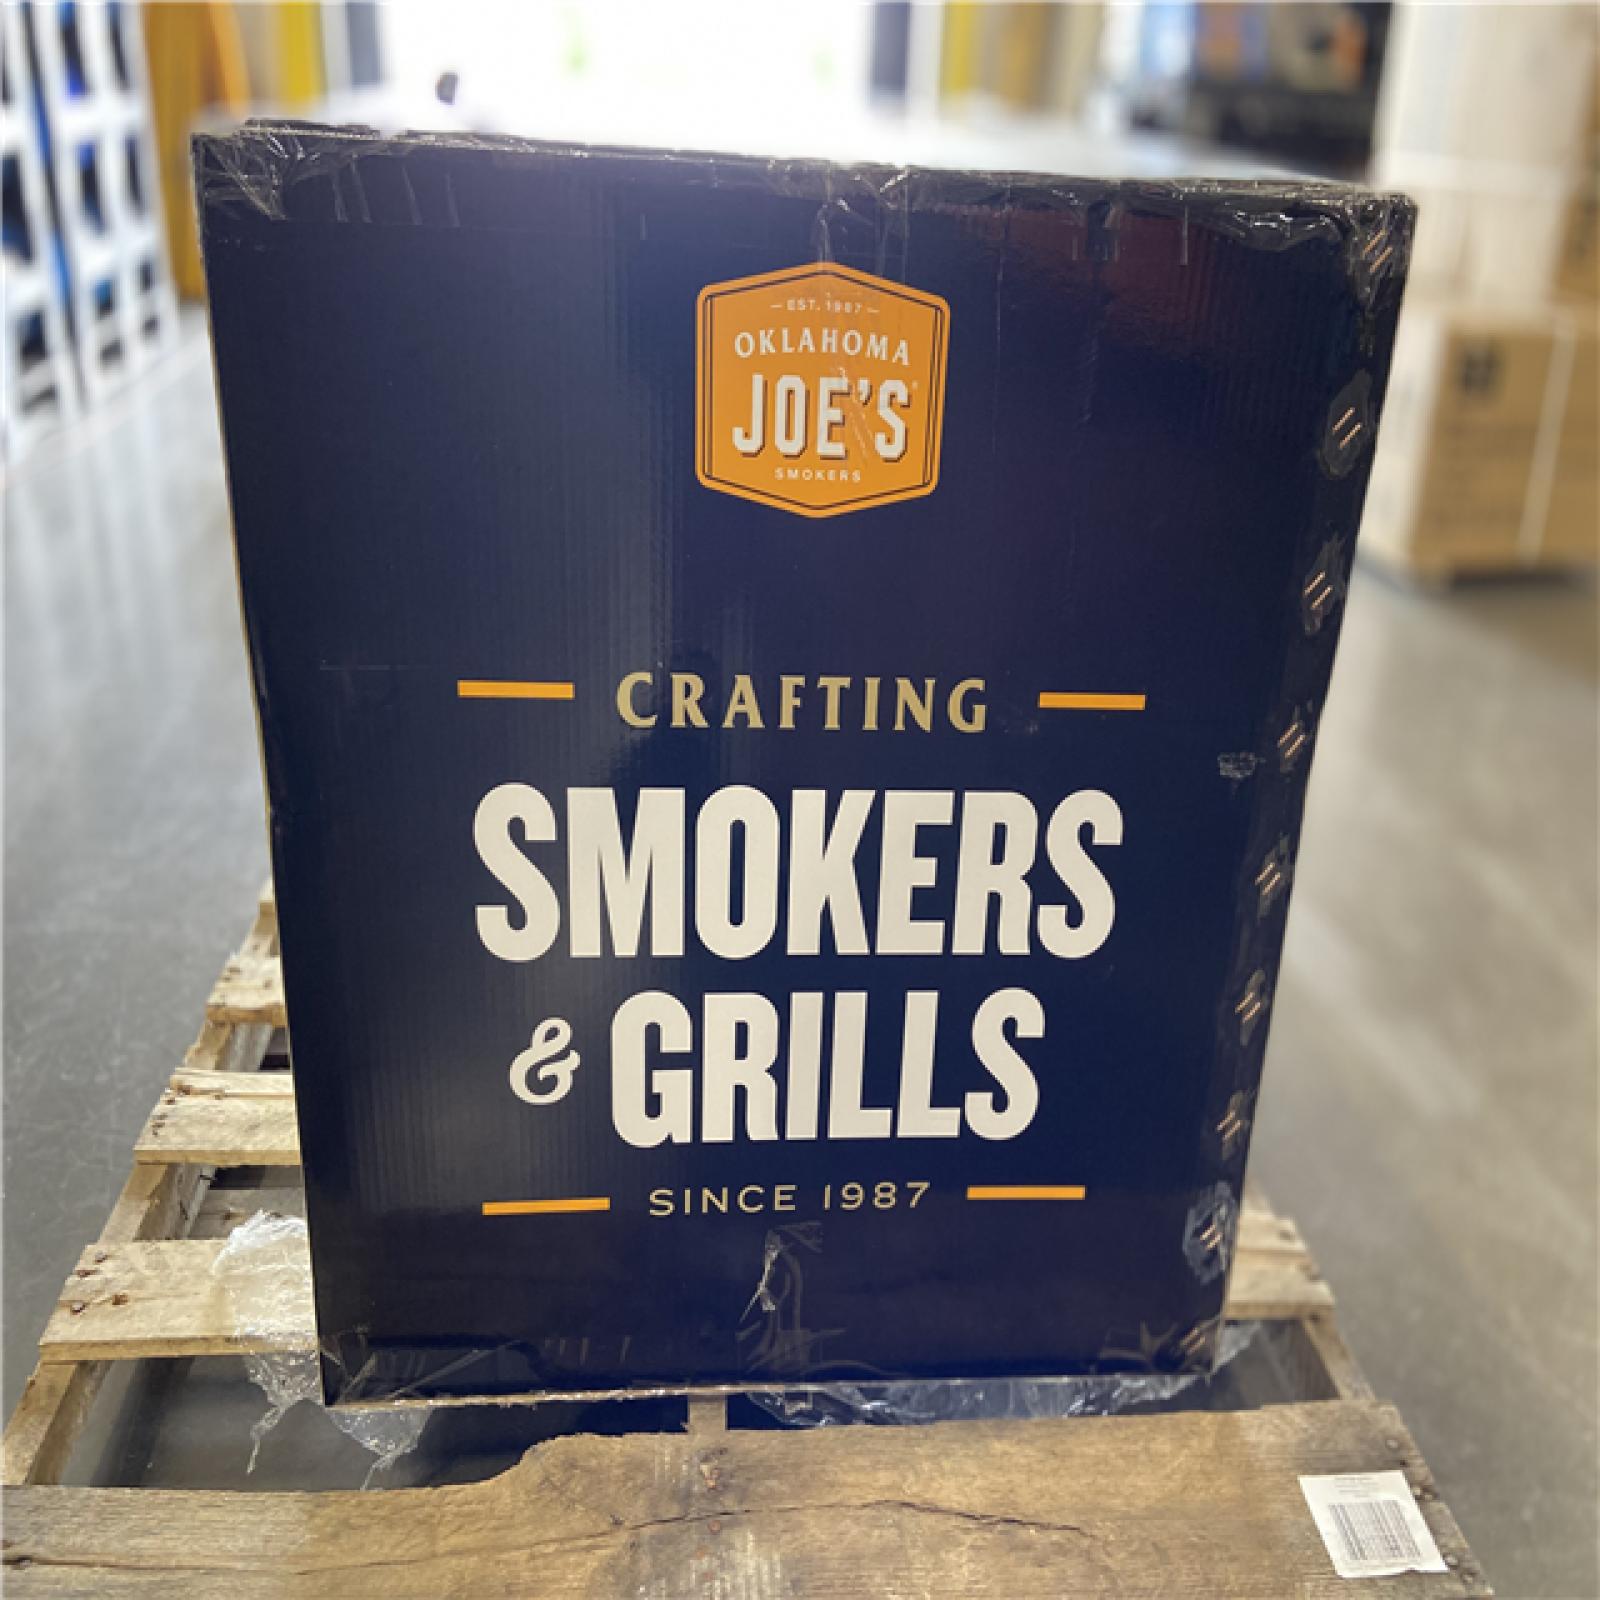 — EST. 1987 —
OKLAHOMA
JOE'S®
SMOKERS
CRAFTING
SMOKERS
& GRILLS
SINCE 1987